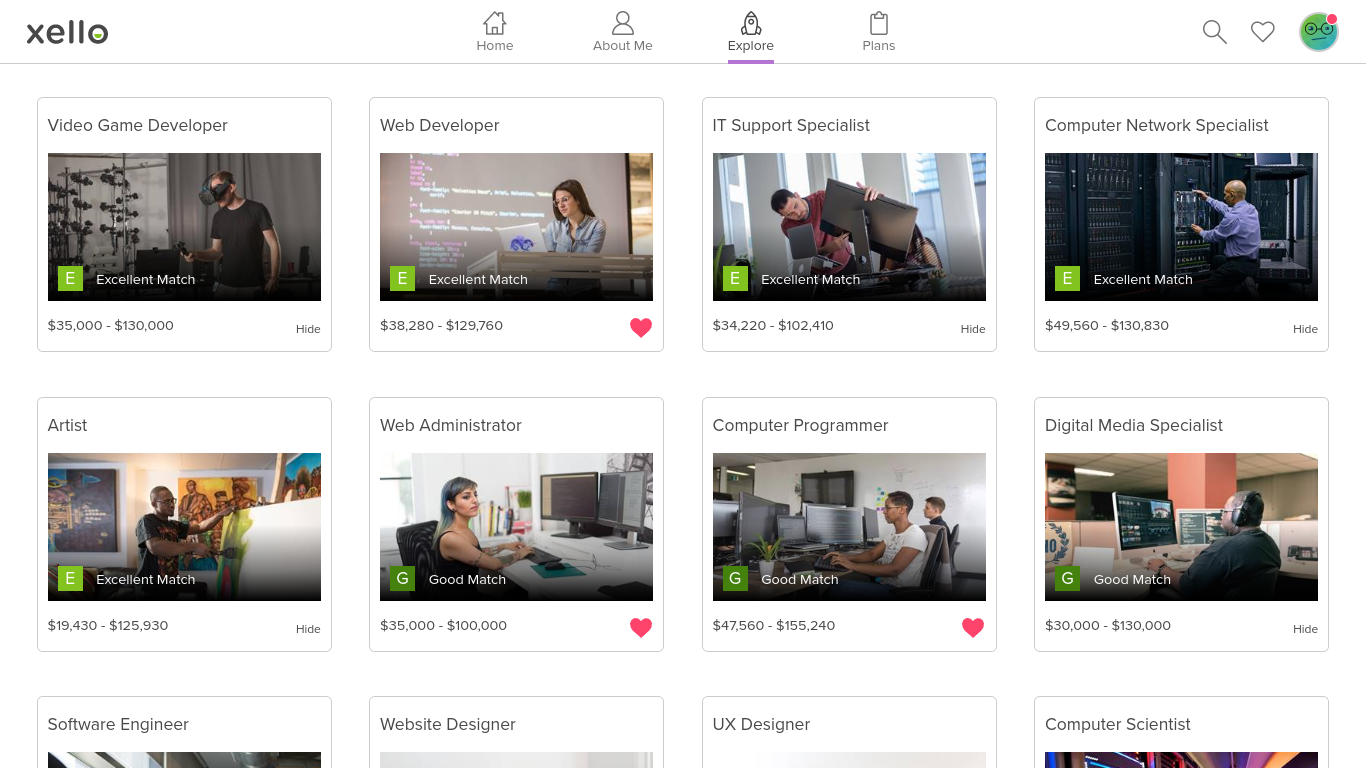 xello
Home
About Me
Explore
Plans
Video Game Developer
E Excellent Match
$35,000 - $130,000
Hide
Web Developer
E Excellent Match
$38,280 - $129,760
IT Support Specialist
E Excellent Match
$34,220 - $102,410
Hide
Computer Network Specialist
E Excellent Match
$49,560 - $130,830
Hide
Artist
E Excellent Match
$19,430 - $125,930
Hide
Web Administrator
G Good Match
$35,000 - $100,000
Computer Programmer
G Good Match
$47,560 - $155,240
Digital Media Specialist
G Good Match
$30,000 - $130,000
Hide
Software Engineer
Website Designer
UX Designer
Computer Scientist